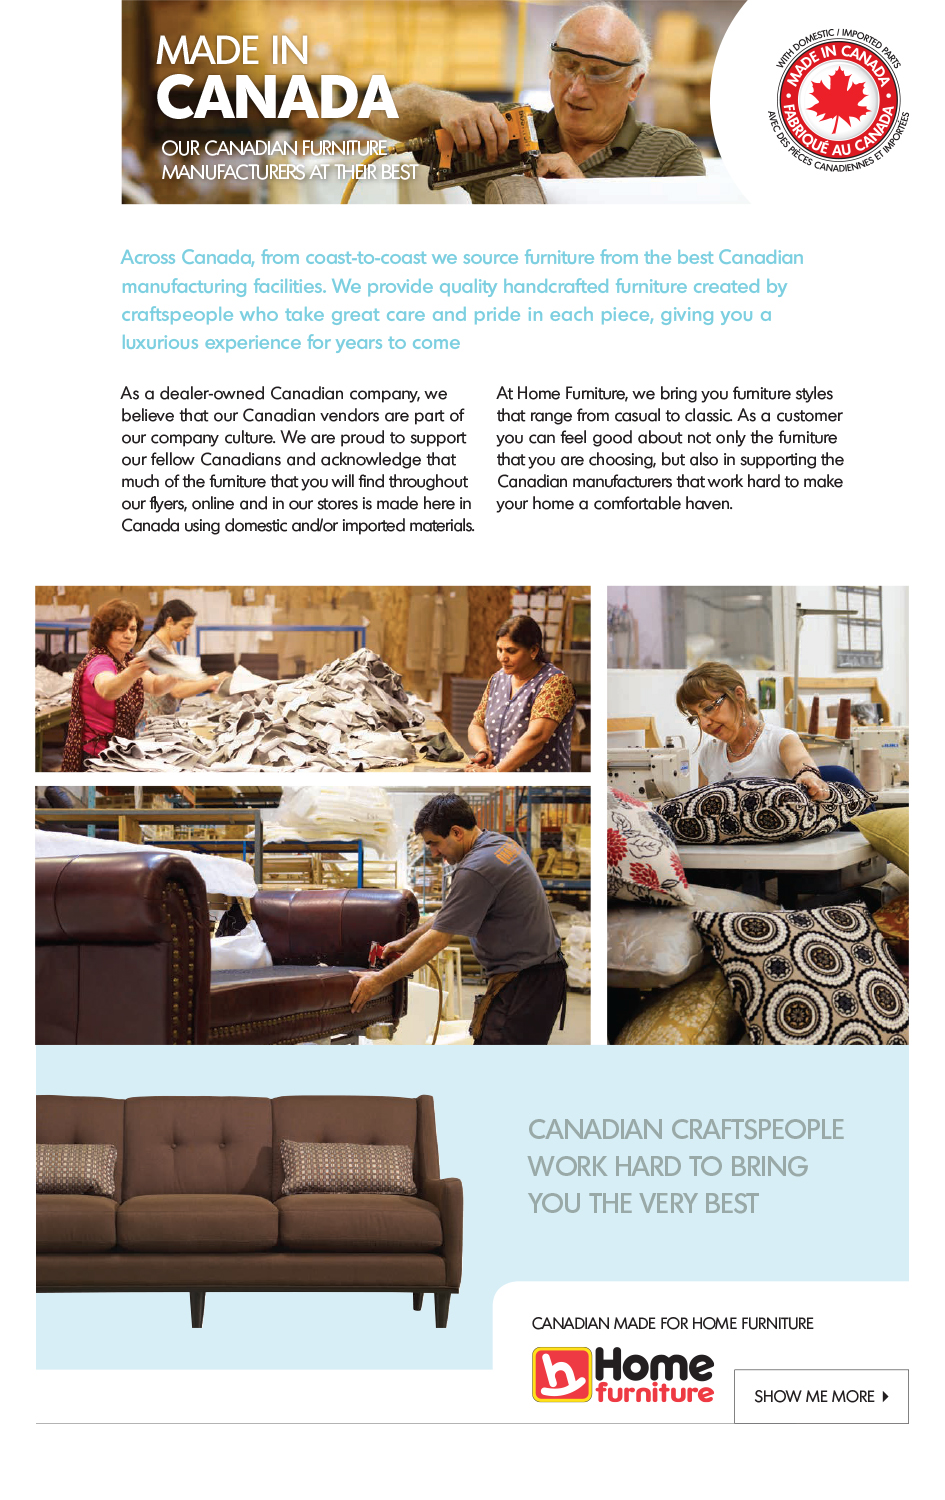 MADE IN
CANADA
OUR CANADIAN FURNITURE
MANUFACTURERS AT THEIR BEST
WITH DOMESTIC / IMPORTED PARTS
MADE IN CANADA
FABRIQUÉ AU CANADA
AVEC DES PIÈCES CANADIENNES ET IMPORTÉES
Across Canada, from coast-to-coast we source furniture from the best Canadian
manufacturing facilities. We provide quality handcrafted furniture created by
craftspeople who take great care and pride in each piece, giving you a
luxurious experience for years to come
As a dealer-owned Canadian company, we
believe that our Canadian vendors are part of
our company culture. We are proud to support
our fellow Canadians and acknowledge that
much of the furniture that you will find throughout
our flyers, online and in our stores is made here in
Canada using domestic and/or imported materials.
At Home Furniture, we bring you furniture styles
that range from casual to classic. As a customer
you can feel good about not only the furniture
that you are choosing, but also in supporting the
Canadian manufacturers that work hard to make
your home a comfortable haven.
CANADIAN CRAFTSPEOPLE
WORK HARD TO BRING
YOU THE VERY BEST
CANADIAN MADE FOR HOME FURNITURE
h Home
furniture
SHOW ME MORE